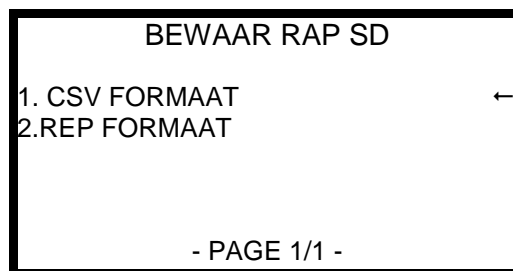 BEWAAR RAP SD
1. CSV FORMAAT ←
2.REP FORMAAT
- PAGE 1/1 -